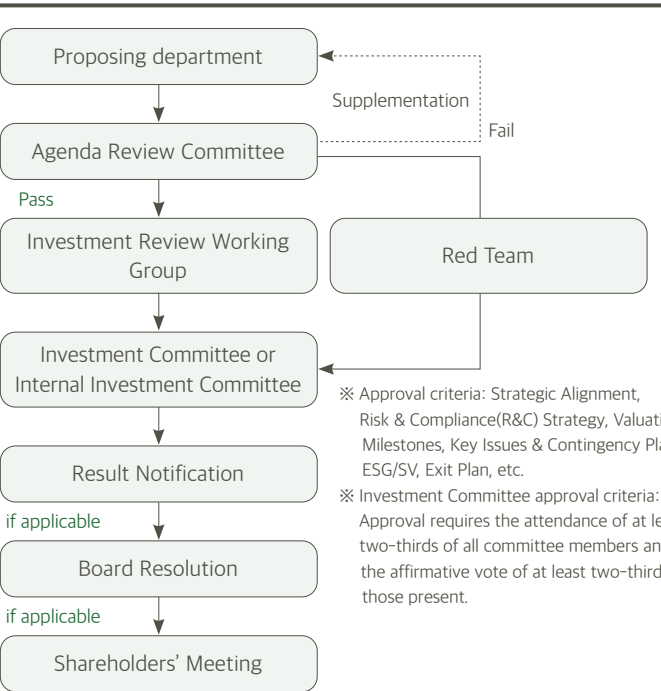 Proposing department
Supplementation
Fail
Agenda Review Committee
Pass
Investment Review Working
Group
Red Team
Investment Committee or
Internal Investment Committee
※ Approval criteria: Strategic Alignment,
Risk & Compliance(R&C) Strategy,
Milestones, Key Issues & Contingency
ESG/SV, Exit Plan, etc.
Result Notification
※ Investment Committee approval criteria:
Approval requires the attendance of at
two-thirds of all committee members
the affirmative vote of at least
those present.
if applicable
Board Resolution
if applicable
Shareholders' Meeting